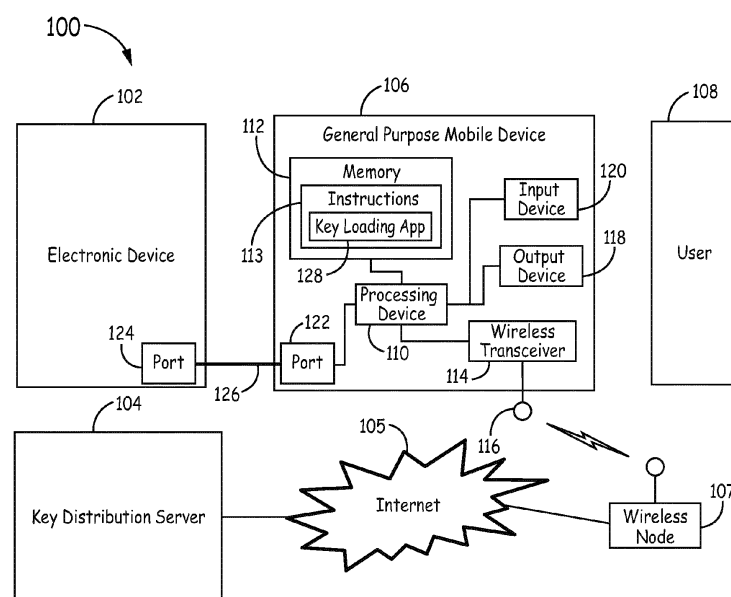 100
102
106
108
General Purpose Mobile Device
112
Memory
Instructions
Key Loading App
113
128
120
Input
Device
Output
Device
118
Electronic Device
User
Processing
Device
110
122
124
Port
Port
126
Wireless
Transceiver
114
104
116
105
Internet
Key Distribution Server
107
Wireless
Node